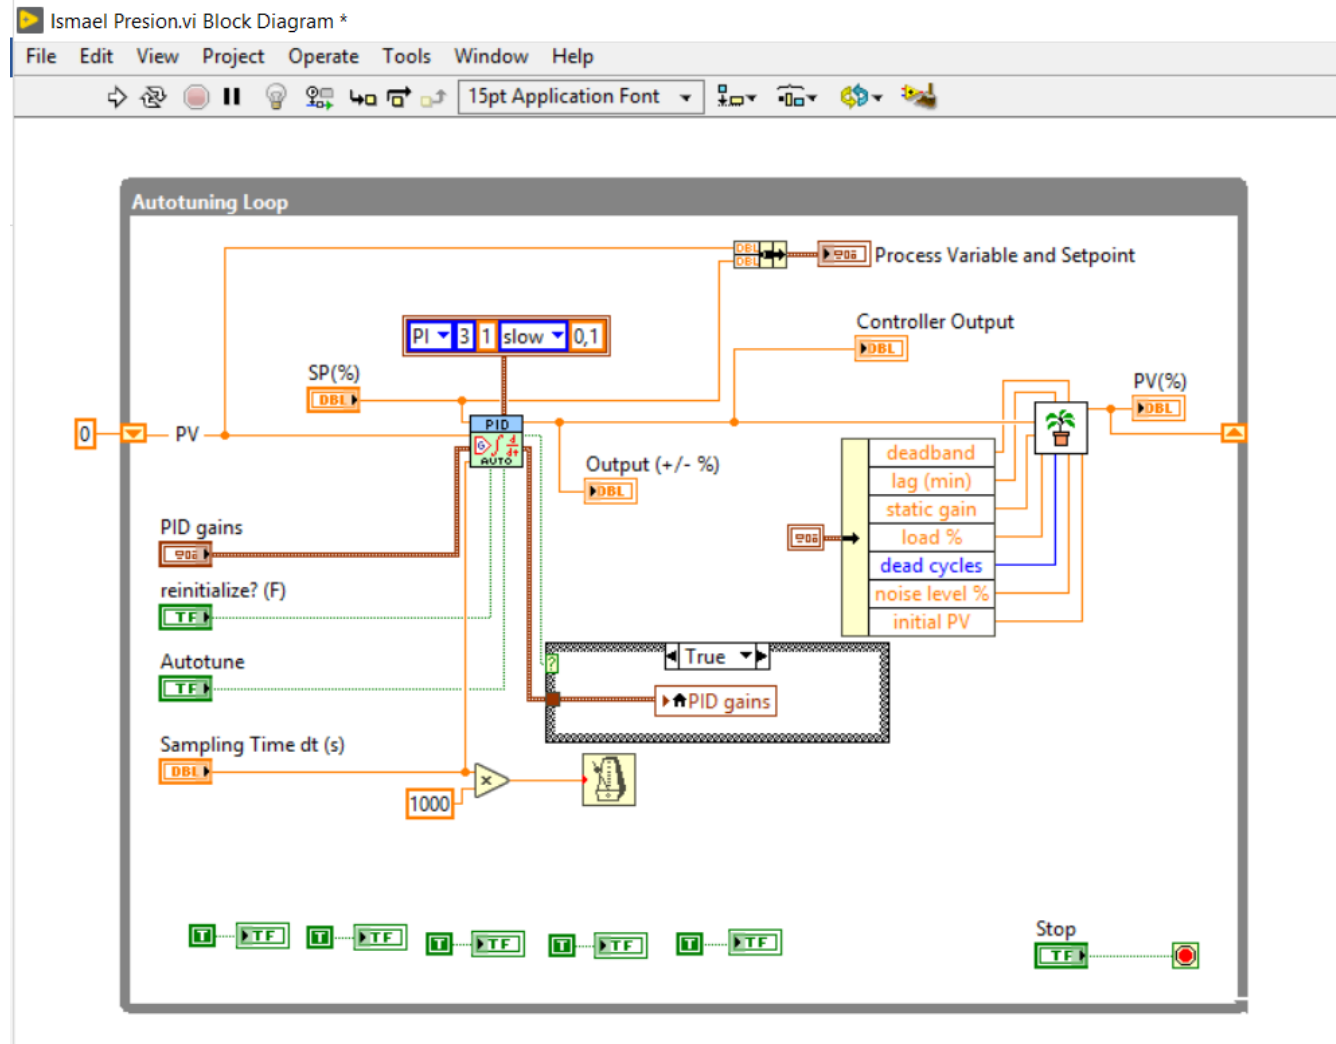 Ismael Presion.vi Block Diagram *
File Edit View Project Operate Tools Window Help
15pt Application Font
Autotuning Loop
DBL
DBL
Process Variable and Setpoint
PI 3 1 slow 0,1
Controller Output
DBL
SP(%)
DBL
PV(%)
DBL
0
PV
PID
AUTO
Output (+/- %)
DBL
deadband
lag (min)
static gain
load %
dead cycles
noise level %
initial PV
PID gains
reinitialize? (F)
TF
Autotune
TF
?
True
PID gains
Sampling Time dt (s)
DBL
×
1000
T TF
T TF
T TF
T TF
T TF
Stop
TF